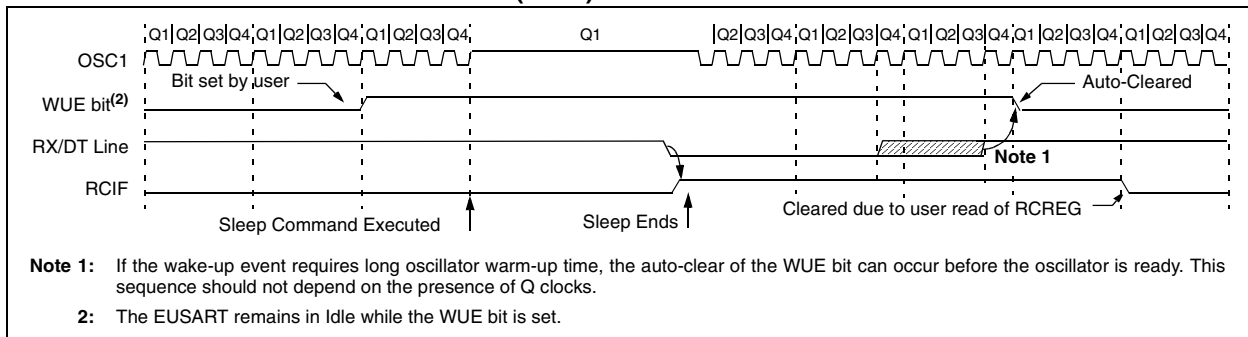 Q1 Q2 Q3 Q4 Q1 Q2 Q3 Q4 Q1 Q2 Q3 Q4 Q1 Q2 Q3 Q4 Q1 Q2 Q3 Q4 Q1 Q2 Q3 Q4 Q1 Q2 Q3 Q4 Q1 Q2 Q3 Q4
OSC1
Bit set by user
Auto-Cleared
WUE bit(2)
RX/DT Line
Note 1
RCIF
Cleared due to user read of RCREG
Sleep Command Executed
Sleep Ends
Note 1: If the wake-up event requires long oscillator warm-up time, the auto-clear of the WUE bit can occur before the oscillator is ready. This
sequence should not depend on the presence of Q clocks.
2: The EUSART remains in Idle while the WUE bit is set.